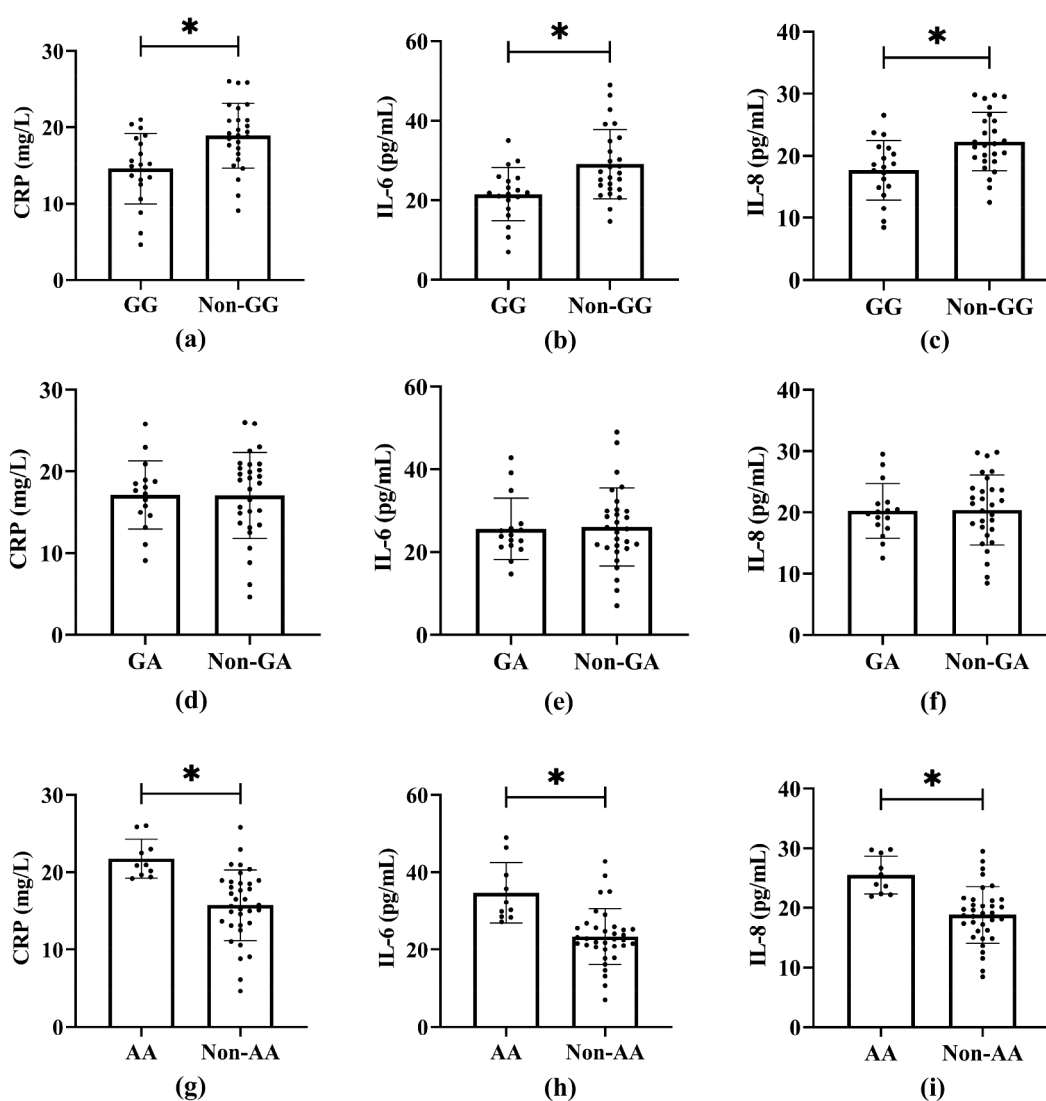 *
*
*
30
20
10
0
CRP (mg/L)
GG
Non-GG
(a)
60
40
20
0
IL-6 (pg/mL)
GG
Non-GG
(b)
40
30
20
10
0
IL-8 (pg/mL)
GG
Non-GG
(c)
30
20
10
0
CRP (mg/L)
GA
Non-GA
(d)
60
40
20
0
IL-6 (pg/mL)
GA
Non-GA
(e)
40
30
20
10
0
IL-8 (pg/mL)
GA
Non-GA
(f)
*
*
*
30
20
10
0
CRP (mg/L)
AA
Non-AA
(g)
60
40
20
0
IL-6 (pg/mL)
AA
Non-AA
(h)
40
30
20
10
0
IL-8 (pg/mL)
AA
Non-AA
(i)